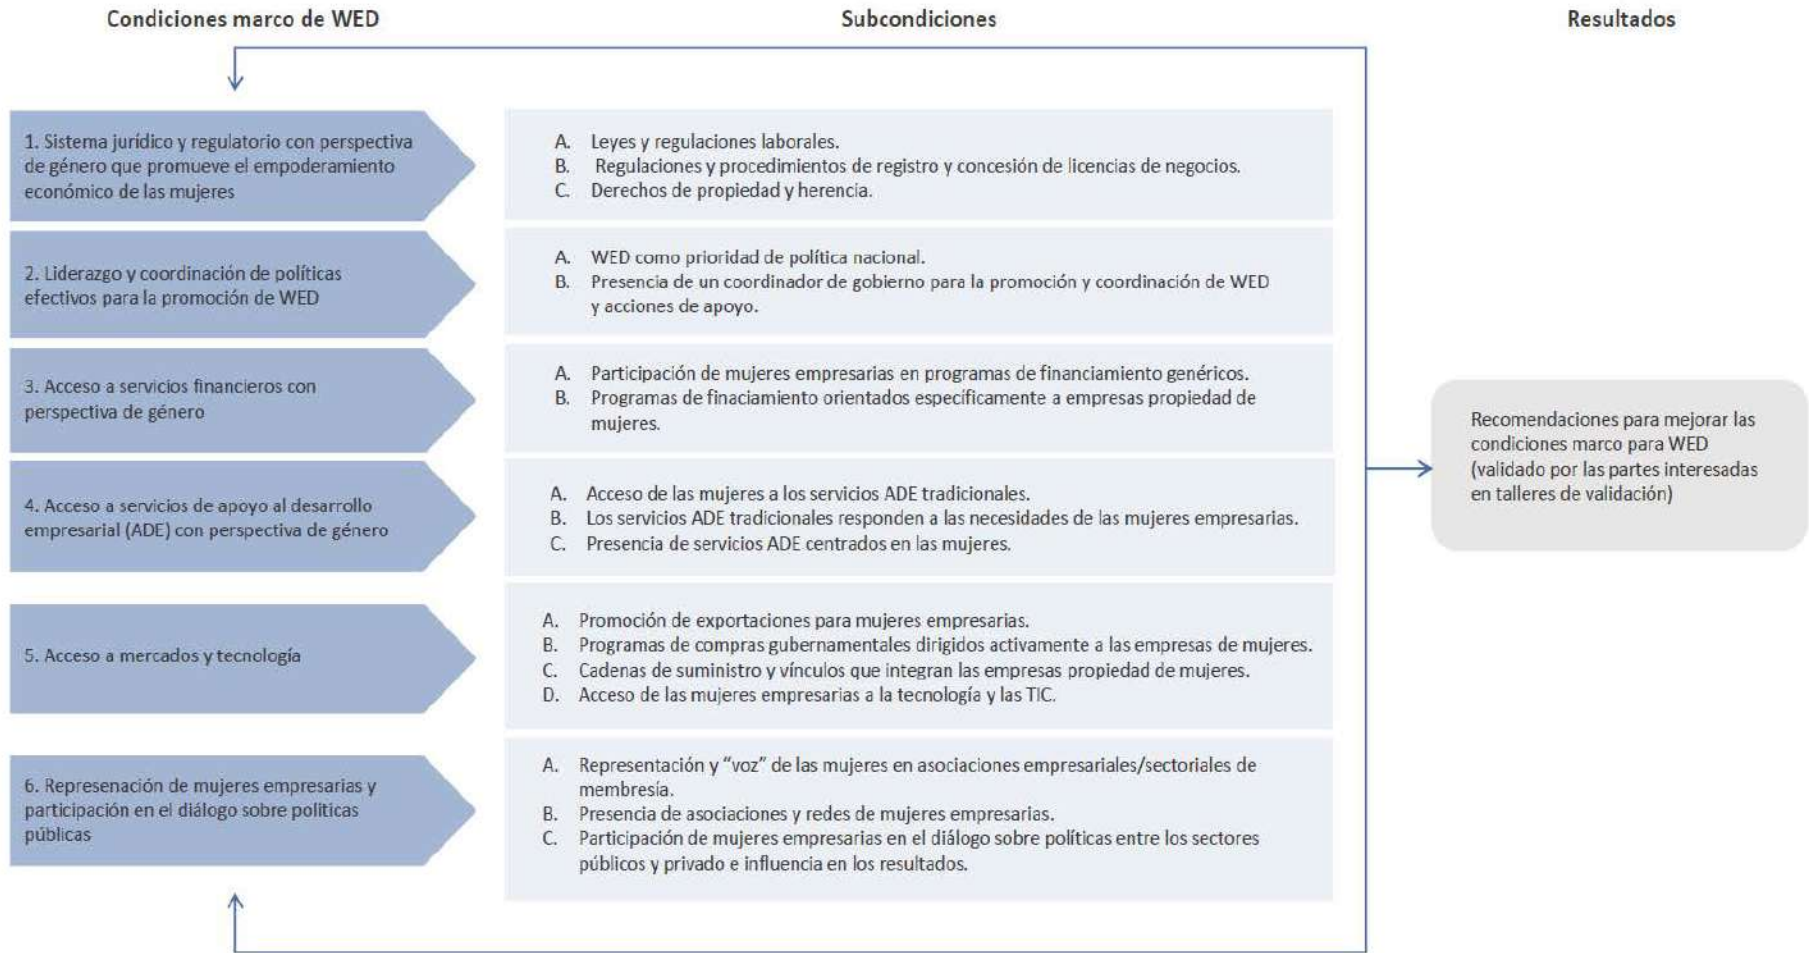 Condiciones marco de WED
Subcondiciones
Resultados
1. Sistema jurídico y regulatorio con perspectiva
de género que promueve el empoderamiento
económico de las mujeres
A. Leyes y regulaciones laborales.
B. Regulaciones y procedimientos de registro y concesión de licencias de negocios.
C. Derechos de propiedad y herencia.
2. Liderazgo y coordinación de políticas
efectivos para la promoción de WED
A. WED como prioridad de política nacional.
B. Presencia de un coordinador de gobierno para la promoción y coordinación de WED
y acciones de apoyo.
3. Acceso a servicios financieros con
perspectiva de género
A. Participación de mujeres empresarias en programas de financiamiento genéricos.
B. Programas de finaciamiento orientados específicamente a empresas propiedad de
mujeres.
4. Acceso a servicios de apoyo al desarrollo
empresarial (ADE) con perspectiva de género
A. Acceso de las mujeres a los servicios ADE tradicionales.
B. Los servicios ADE tradicionales responden a las necesidades de las mujeres empresarias.
C. Presencia de servicios ADE centrados en las mujeres.
5. Acceso a mercados y tecnología
A. Promoción de exportaciones para mujeres empresarias.
B. Programas de compras gubernamentales dirigidos activamente a las empresas de mujeres.
C. Cadenas de suministro y vínculos que integran las empresas propiedad de mujeres.
D. Acceso de las mujeres empresarias a la tecnología y las TIC.
6. Represenación de mujeres empresarias y
participación en el diálogo sobre políticas
públicas
A. Representación y "voz" de las mujeres en asociaciones empresariales/sectoriales de
membresía.
B. Presencia de asociaciones y redes de mujeres empresarias.
C. Participación de mujeres empresarias en el diálogo sobre políticas entre los sectores
públicos y privado e influencia en los resultados.
Recomendaciones para mejorar las
condiciones marco para WED
(validado por las partes interesadas
en talleres de validación)